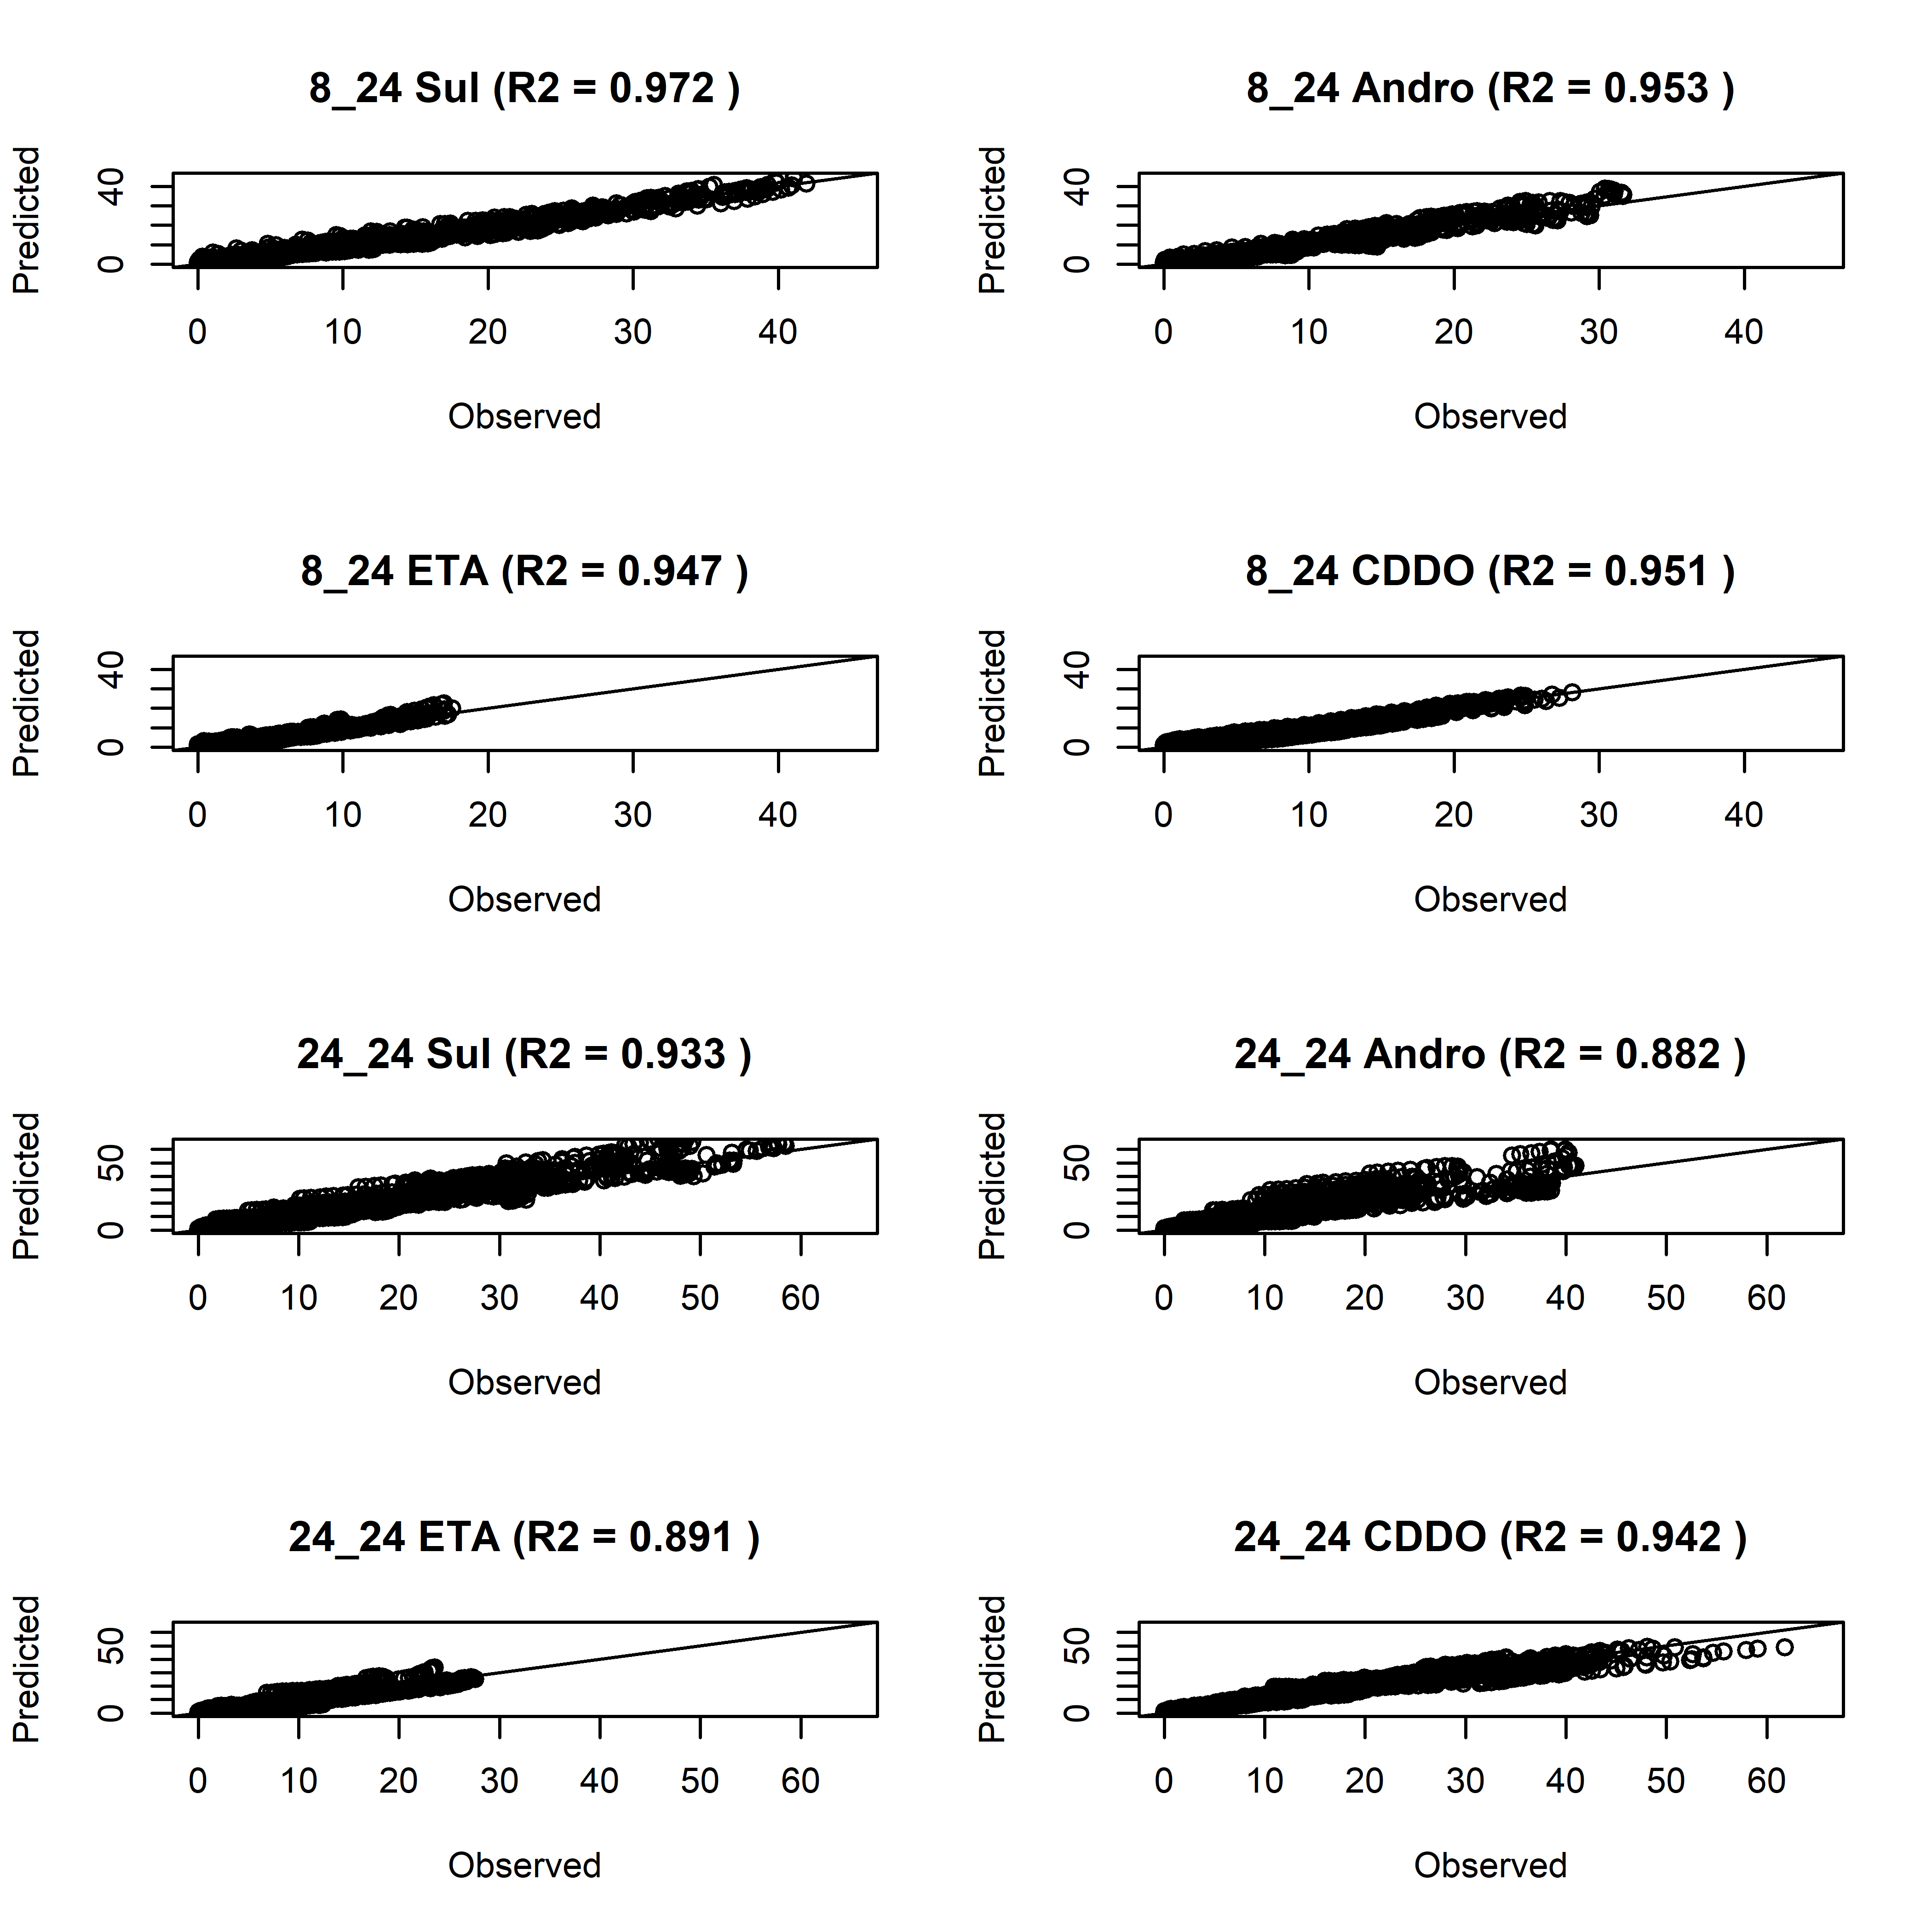 8_24 Sul (R2 = 0.972 )
Predicted
0 40
0 10 20 30 40
Observed
8_24 Andro (R2 = 0.953 )
Predicted
0 40
0 10 20 30 40
Observed
8_24 ETA (R2 = 0.947 )
Predicted
0 40
0 10 20 30 40
Observed
8_24 CDDO (R2 = 0.951 )
Predicted
0 40
0 10 20 30 40
Observed
24_24 Sul (R2 = 0.933 )
Predicted
0 50
0 10 20 30 40 50 60
Observed
24_24 Andro (R2 = 0.882 )
Predicted
0 50
0 10 20 30 40 50 60
Observed
24_24 ETA (R2 = 0.891 )
Predicted
0 50
0 10 20 30 40 50 60
Observed
24_24 CDDO (R2 = 0.942 )
Predicted
0 50
0 10 20 30 40 50 60
Observed